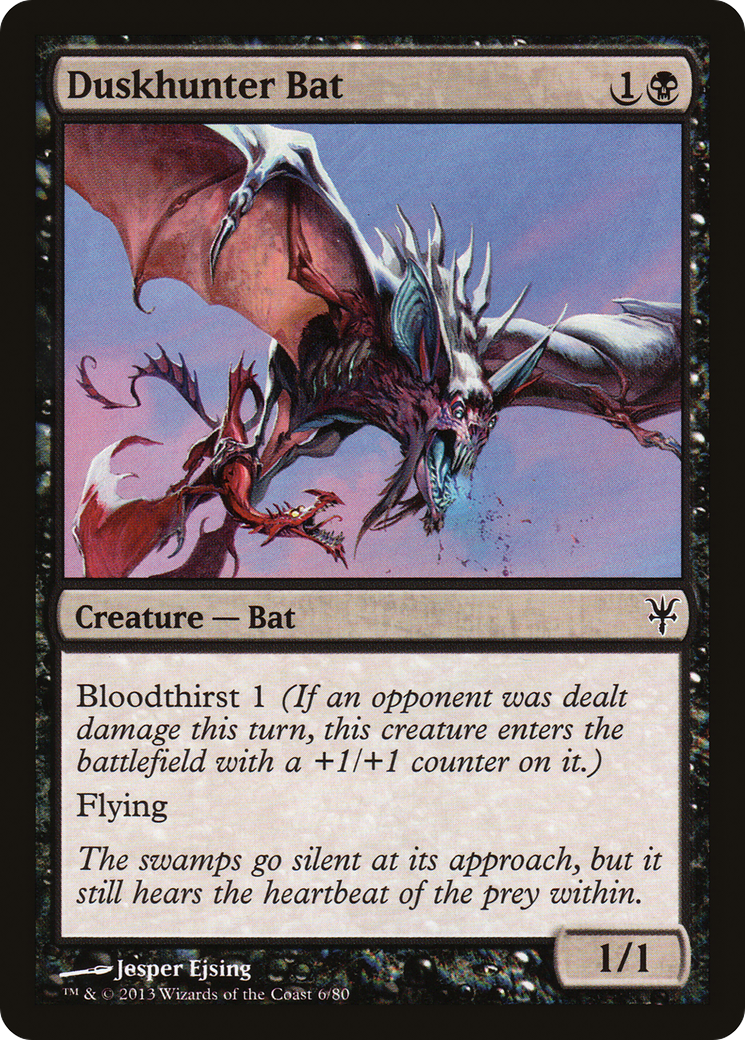 Duskhunter Bat 1
Creature — Bat
Bloodthirst 1 (If an opponent was dealt
damage this turn, this creature enters the
battlefield with a +1/+1 counter on it.)
Flying
The swamps go silent at its approach, but it
still hears the heartbeat of the prey within.
1/1
Jesper Ejsing
™ & © 2013 Wizards of the Coast 6/80